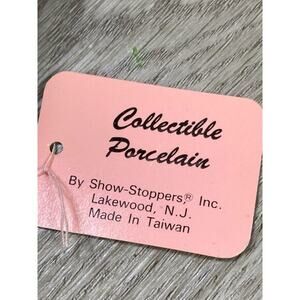 Collectible
Porcelain
By Show-Stoppers,® Inc.
Lakewood, N.J.
Made In Taiwan